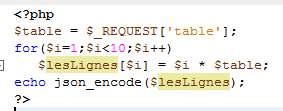 <?php
$table = $_REQUEST['table'];
for($i=1;$i<10;$i++)
$lesLignes[$i] = $i * $table;
echo json_encode($lesLignes);
?>